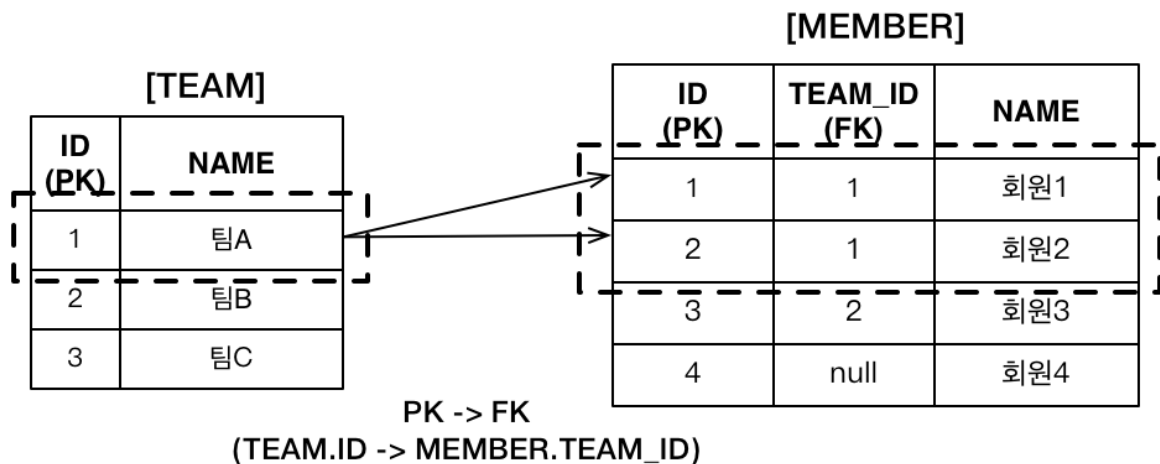 [TEAM]
ID
(PK)
NAME
1 팀A
2 팀B
3 팀C
[MEMBER]
ID
(PK)
TEAM_ID
(FK)
NAME
1 1 회원1
2 1 회원2
3 2 회원3
4 null 회원4
PK -> FK
(TEAM.ID -> MEMBER.TEAM_ID)